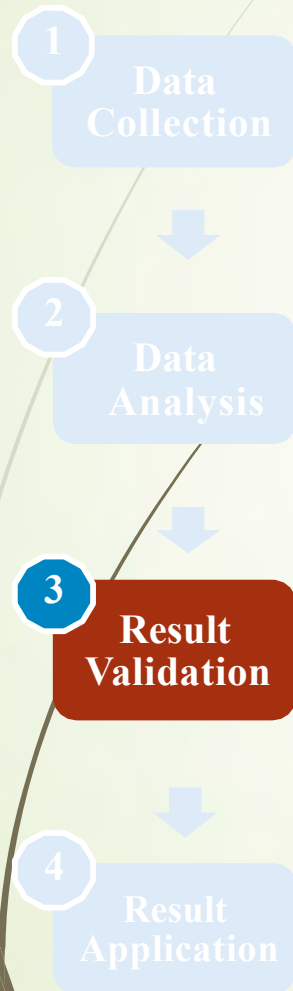 1
Data
Collection
2
Data
Analysis
3
Result
Validation
4
Result
Application